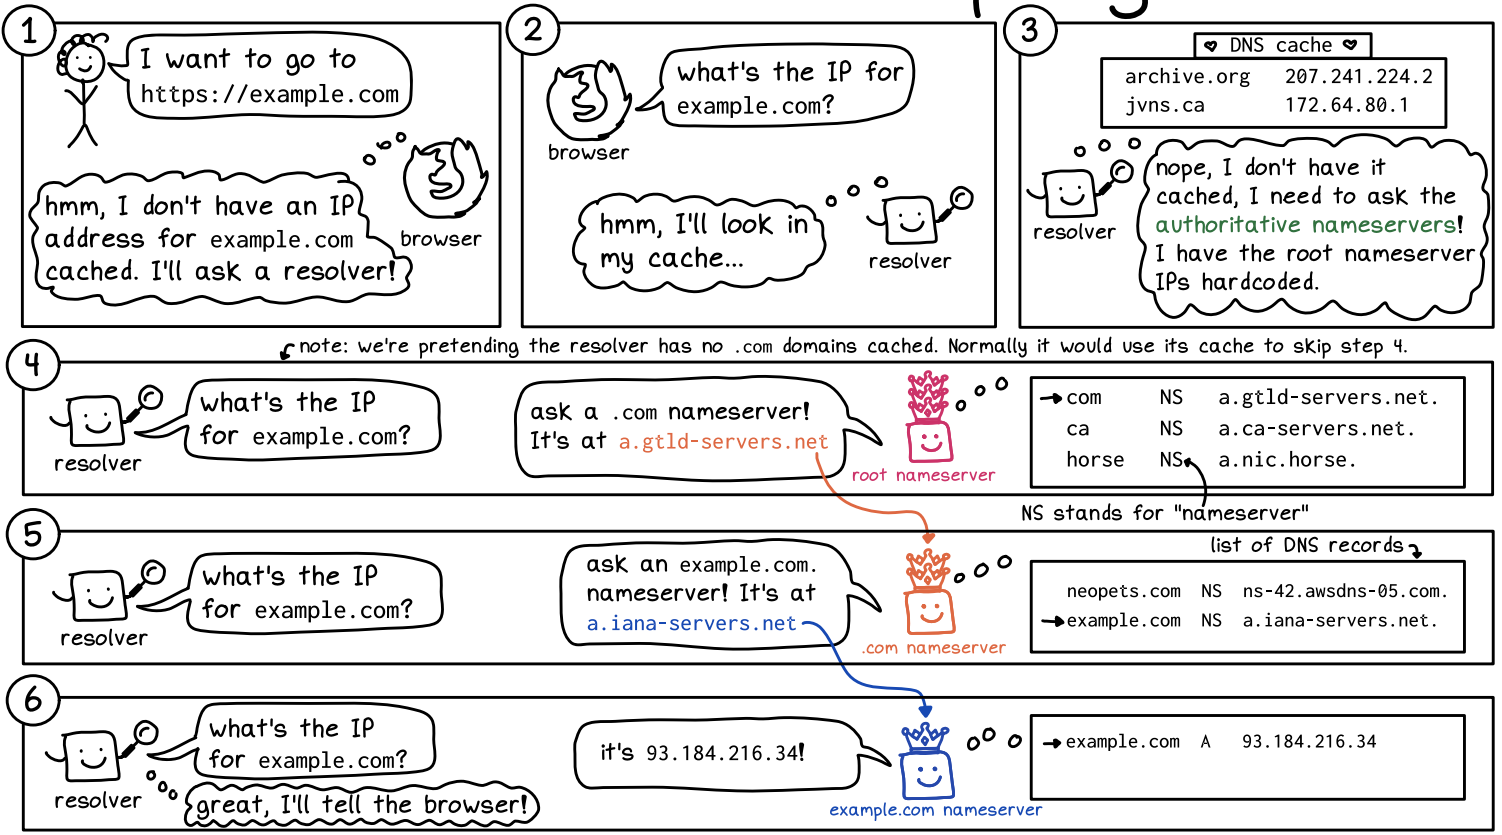 1
I want to go to
https://example.com
hmm, I don't have an IP
address for example.com
cached. I'll ask a resolver!
browser
2
what's the IP for
example.com?
browser
hmm, I'll look in
my cache...
resolver
3
♥ DNS cache ♥
archive.org 207.241.224.2
jvns.ca 172.64.80.1
nope, I don't have it
cached, I need to ask the
authoritative nameservers!
I have the root nameserver
IPs hardcoded.
resolver
note: we're pretending the resolver has no .com domains cached. Normally it would use its cache to skip step 4.
4
what's the IP
for example.com?
resolver
ask a .com nameserver!
It's at a.gtld-servers.net
root nameserver
com NS a.gtld-servers.net.
ca NS a.ca-servers.net.
horse NS a.nic.horse.
NS stands for "nameserver"
5
what's the IP
for example.com?
resolver
ask an example.com.
nameserver! It's at
a.iana-servers.net
.com nameserver
list of DNS records
neopets.com NS ns-42.awsdns-05.com.
example.com NS a.iana-servers.net.
6
what's the IP
for example.com?
resolver
great, I'll tell the browser!
it's 93.184.216.34!
example.com nameserver
example.com A 93.184.216.34